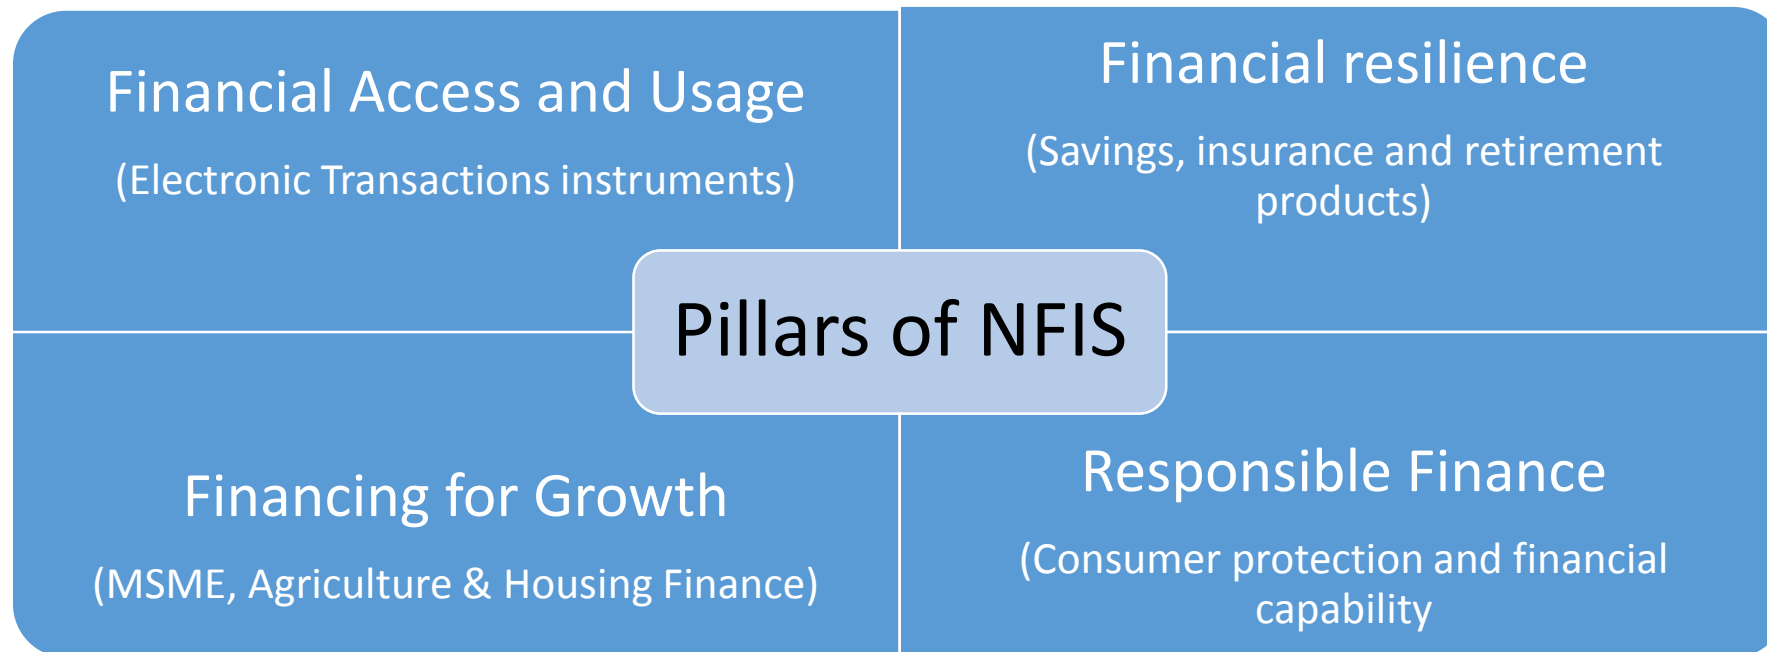 Financial Access and Usage
(Electronic Transactions instruments)
Financial resilience
(Savings, insurance and retirement
products)
Pillars of NFIS
Financing for Growth
(MSME, Agriculture & Housing Finance)
Responsible Finance
(Consumer protection and financial
capability